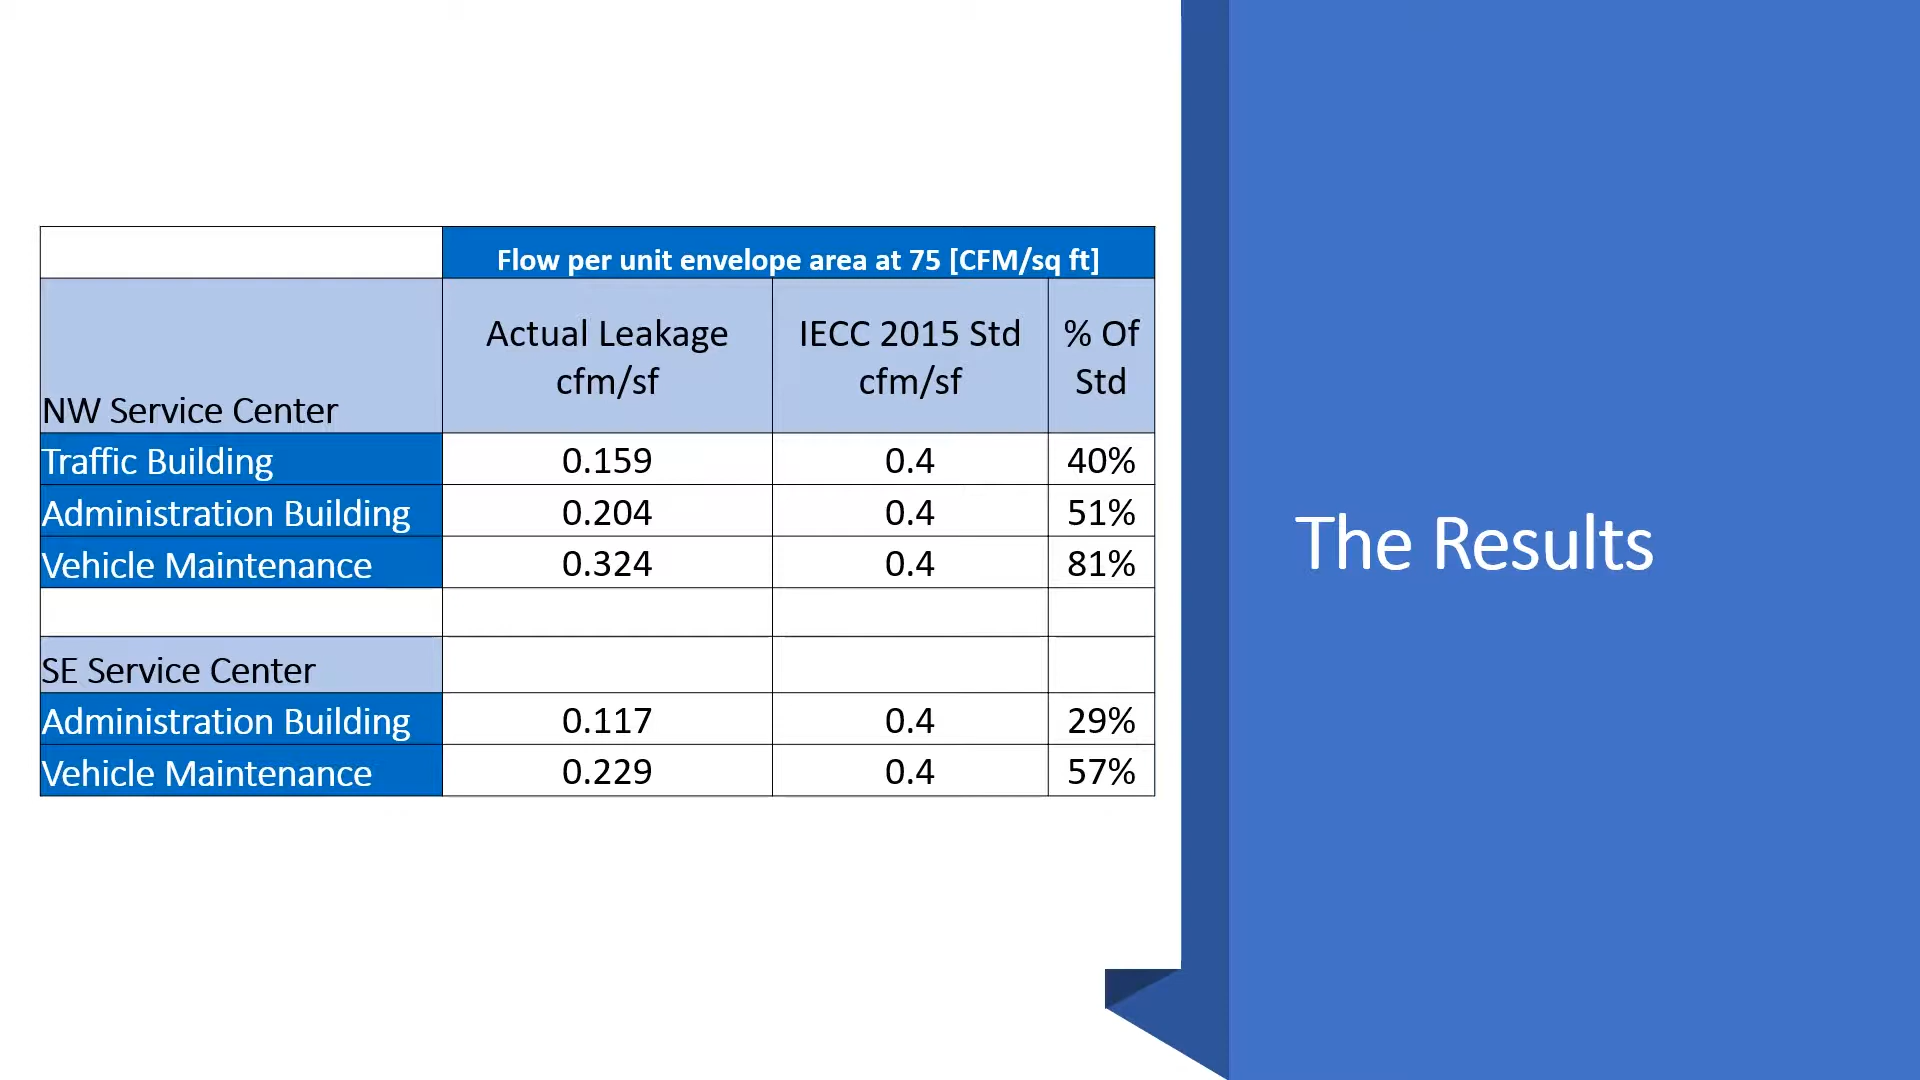 Flow per unit envelope area at 75 [CFM/sq ft]
NW Service Center
Actual Leakage
cfm/sf
IECC 2015 Std
cfm/sf
% Of
Std
Traffic Building 0.159 0.4 40%
Administration Building 0.204 0.4 51%
Vehicle Maintenance 0.324 0.4 81%
SE Service Center
Administration Building 0.117 0.4 29%
Vehicle Maintenance 0.229 0.4 57%
The Results